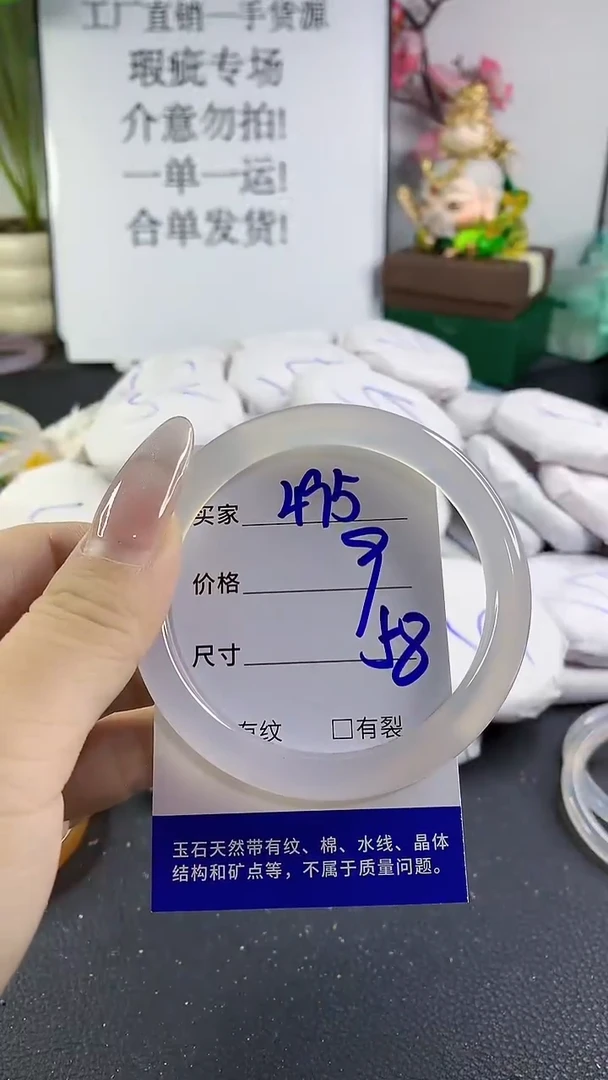 工厂直销一手货源
瑕疵专场
介意勿拍!
一单一运!
合单发货!
买家 495
价格 9
尺寸 58
有纹 □有裂
玉石天然带有纹、棉、水线、晶体
结构和矿点等，不属于质量问题。